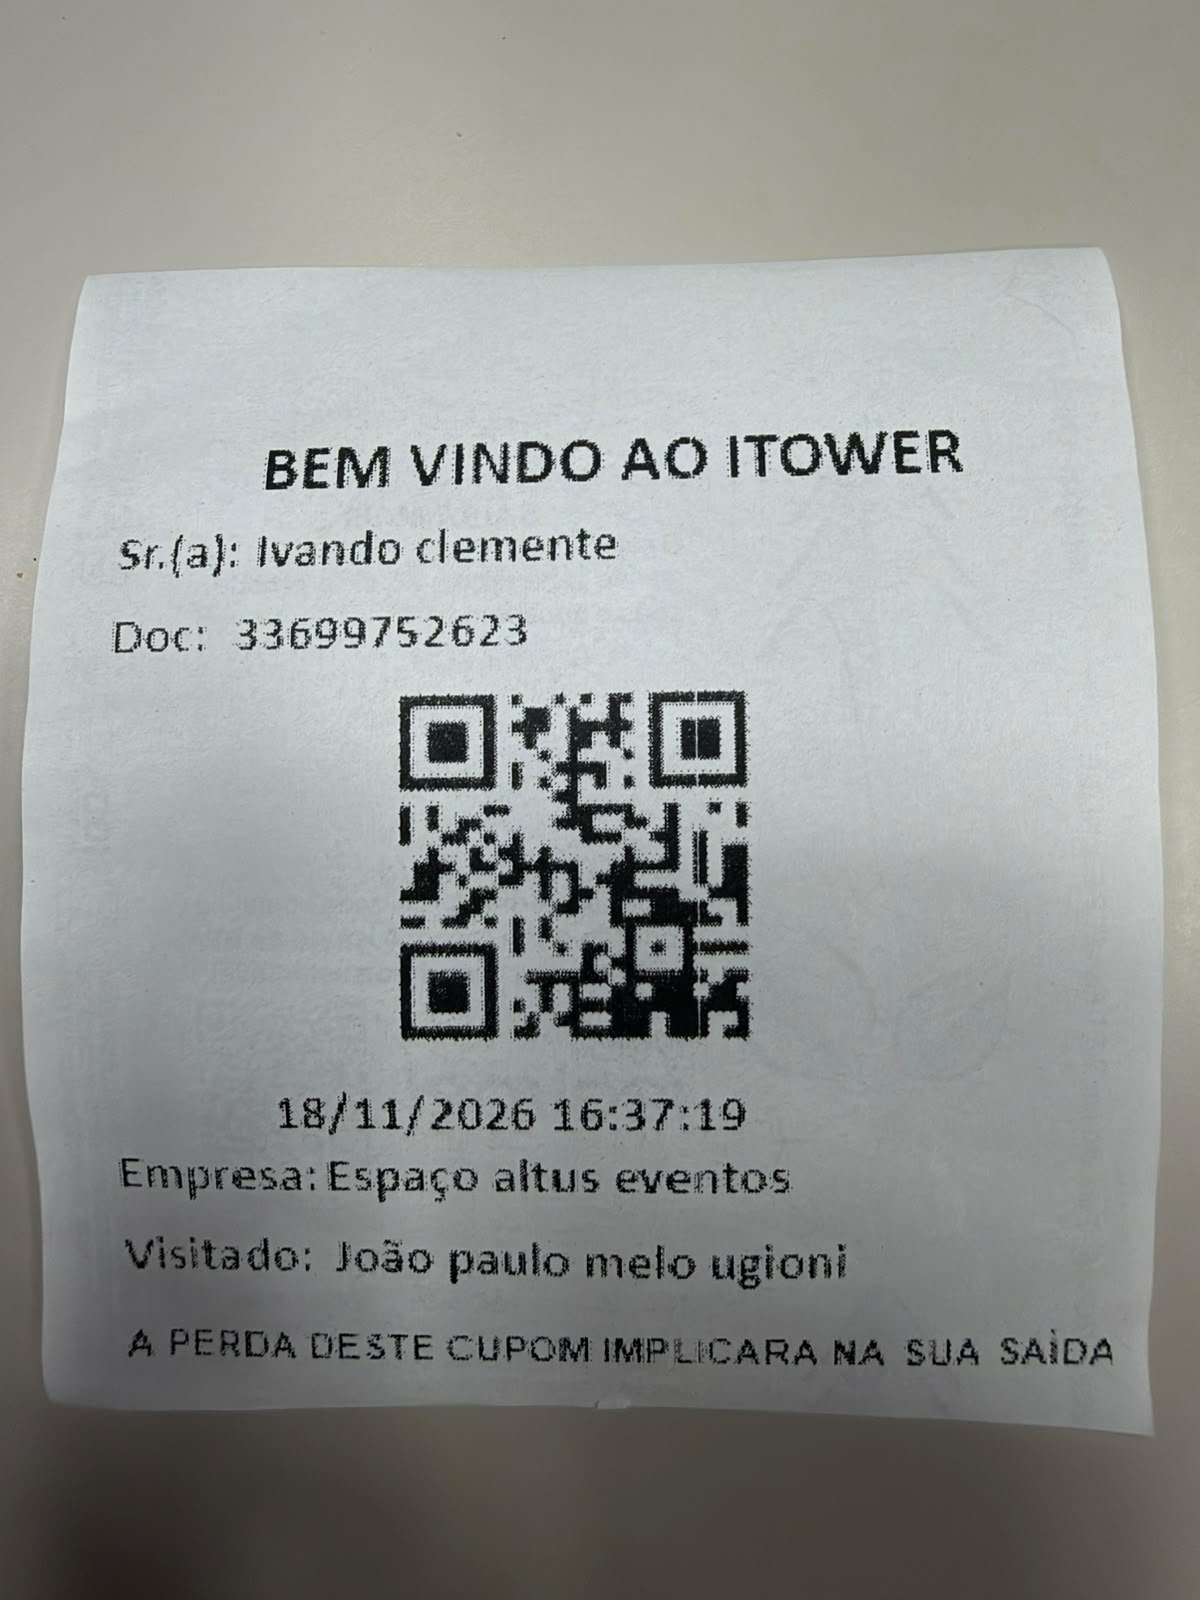 BEM VINDO AO ITOWER
Sr.(a): Ivando clemente
Doc: 33699752623
18/11/2026 16:37:19
Empresa: Espaço altus eventos
Visitado: João paulo melo ugioni
A PERDA DESTE CUPOM IMPLICARA NA SUA SAÍDA